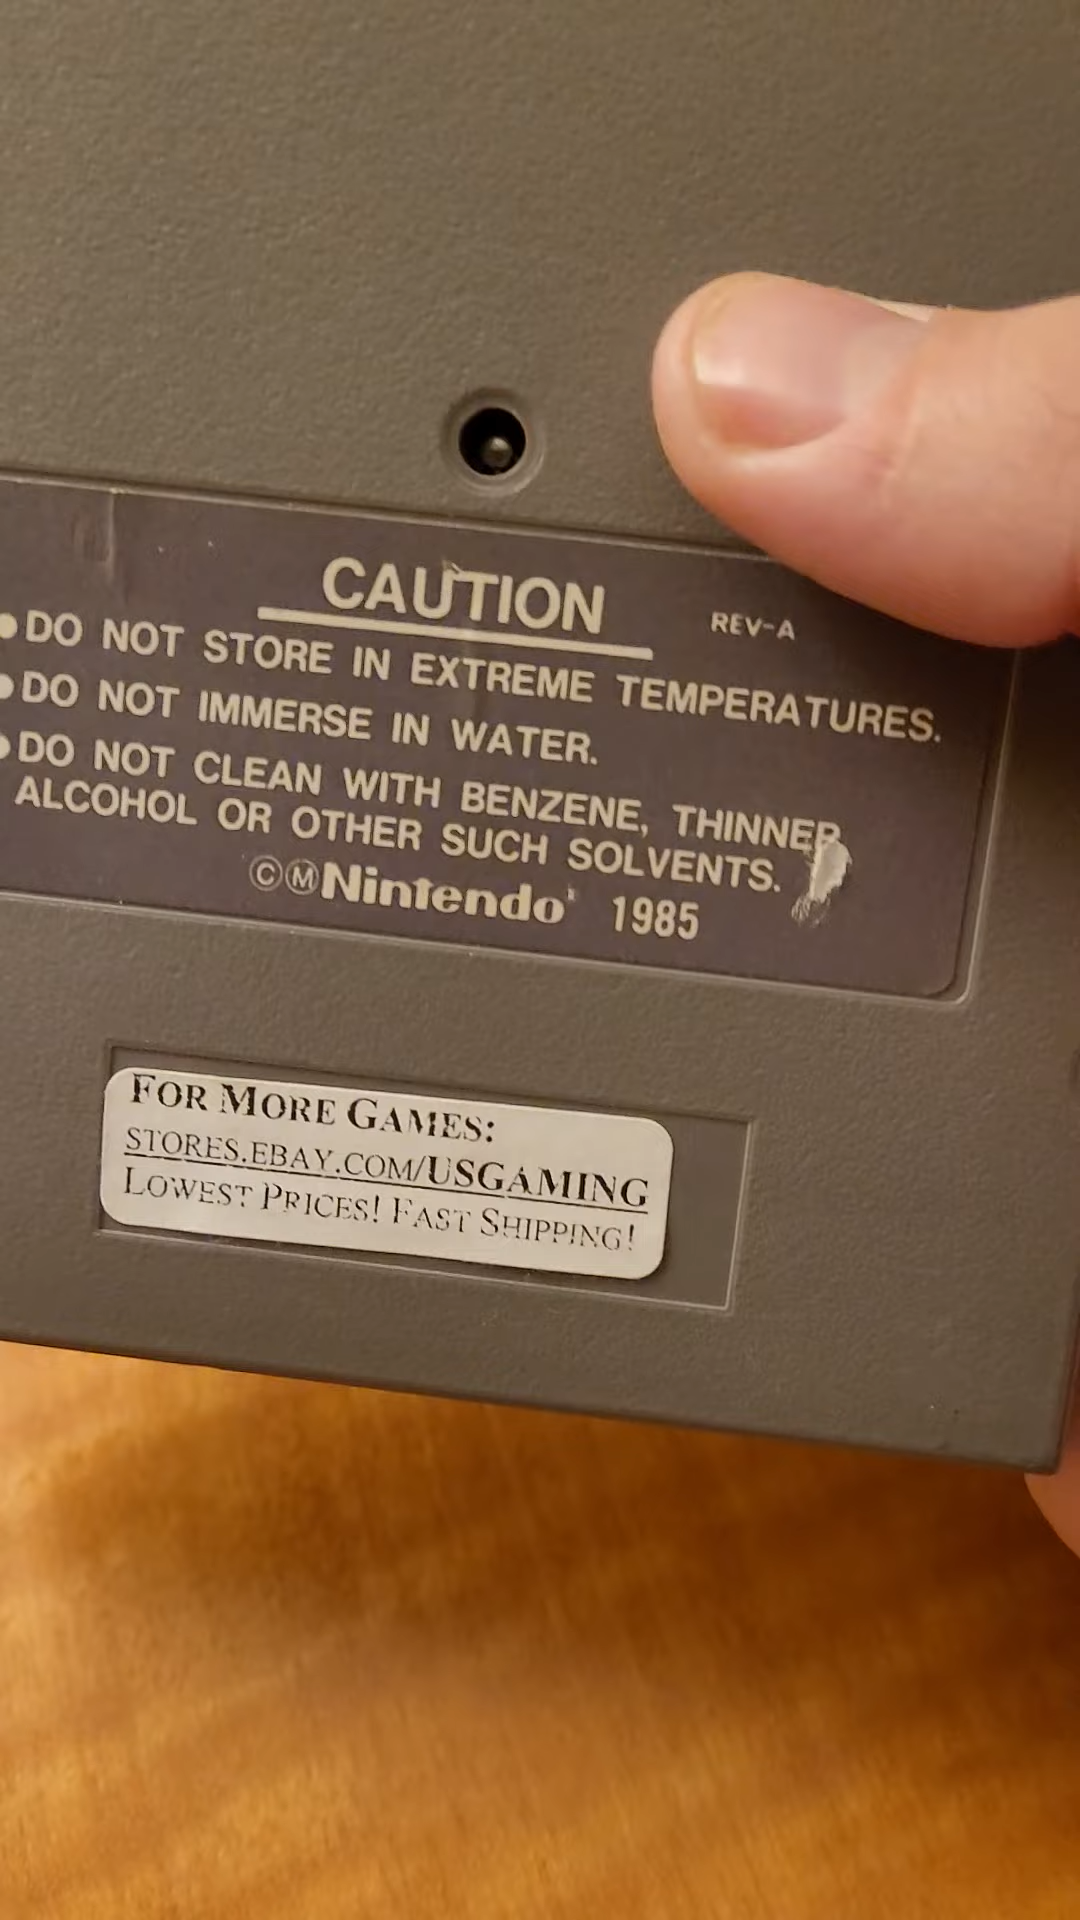 CAUTION
REV-A
●DO NOT STORE IN EXTREME TEMPERATURES.
●DO NOT IMMERSE IN WATER.
●DO NOT CLEAN WITH BENZENE, THINNER
ALCOHOL OR OTHER SUCH SOLVENTS.
©Ⓜ Nintendo 1985
FOR MORE GAMES:
STORES.EBAY.COM/USGAMING
LOWEST PRICES! FAST SHIPPING!